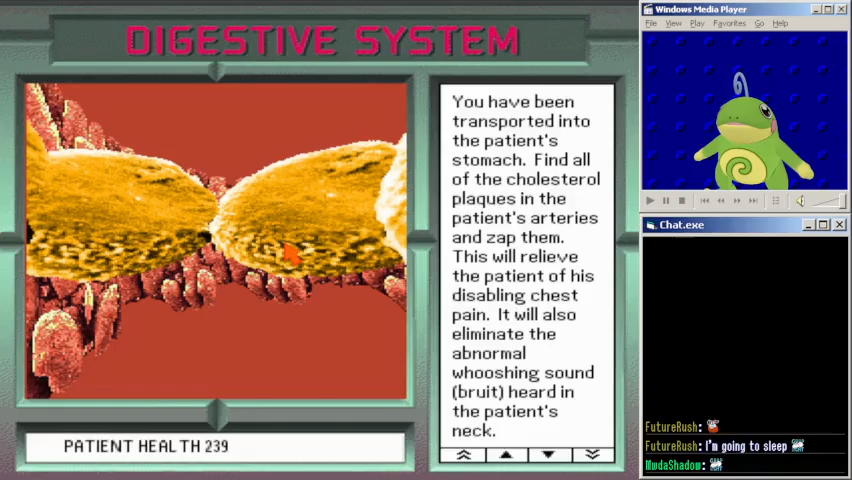 DIGESTIVE SYSTEM
You have been
transported into
the patient's
stomach. Find all
of the cholesterol
plaques in the
patient's arteries
and zap them.
This will relieve
the patient of his
disabling chest
pain. It will also
eliminate the
abnormal
whooshing sound
(bruit) heard in
the patient's
neck.
PATIENT HEALTH 239
Windows Media Player
File View Play Favorites Go Help
Chat.exe
FutureRush:
FutureRush: I'm going to sleep
MwdaShadow: